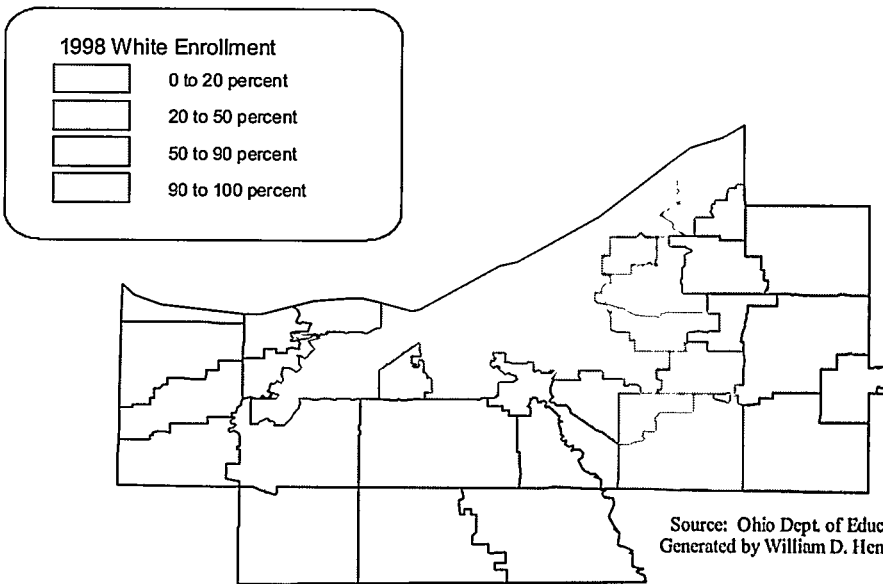 1998 White Enrollment
0 to 20 percent
20 to 50 percent
50 to 90 percent
90 to 100 percent
Source: Ohio Dept. of Educ
Generated by William D. Hen